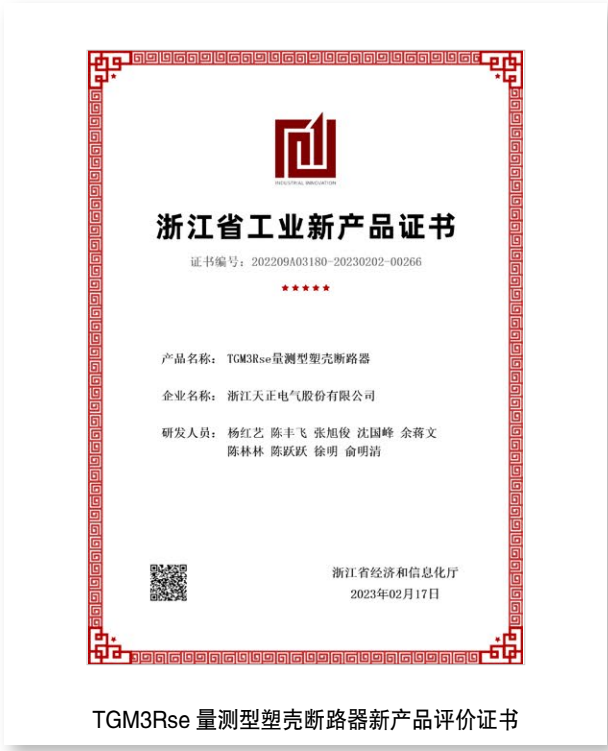 INDUSTRIAL INNOVATION
浙江省工业新产品证书
证书编号：202209A03180-20230202-00266
产品名称：TGM3Rse量测型塑壳断路器
企业名称：浙江天正电气股份有限公司
研发人员：杨红艺 陈丰飞 张旭俊 沈国峰 余蒋文
陈林林 陈跃跃 徐明 俞明清
浙江省经济和信息化厅
2023年02月17日
TGM3Rse 量测型塑壳断路器新产品评价证书